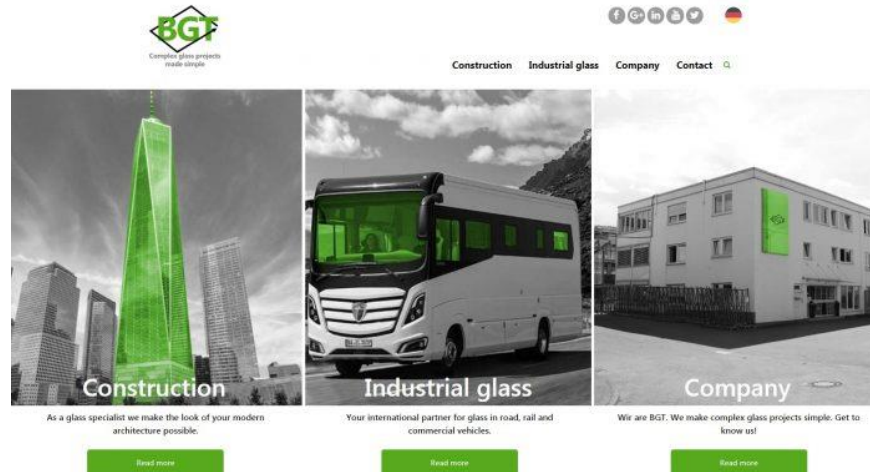 BGT
Complex glass projects
made simple
Construction Industrial glass Company Contact
Construction
Industrial glass
Company
As a glass specialist we make the look of your modern
architecture possible.
Your international partner for glass in road, rail and
commercial vehicles.
Wir are BGT. We make complex glass projects simple. Get to
know us!
Read more
Read more
Read more